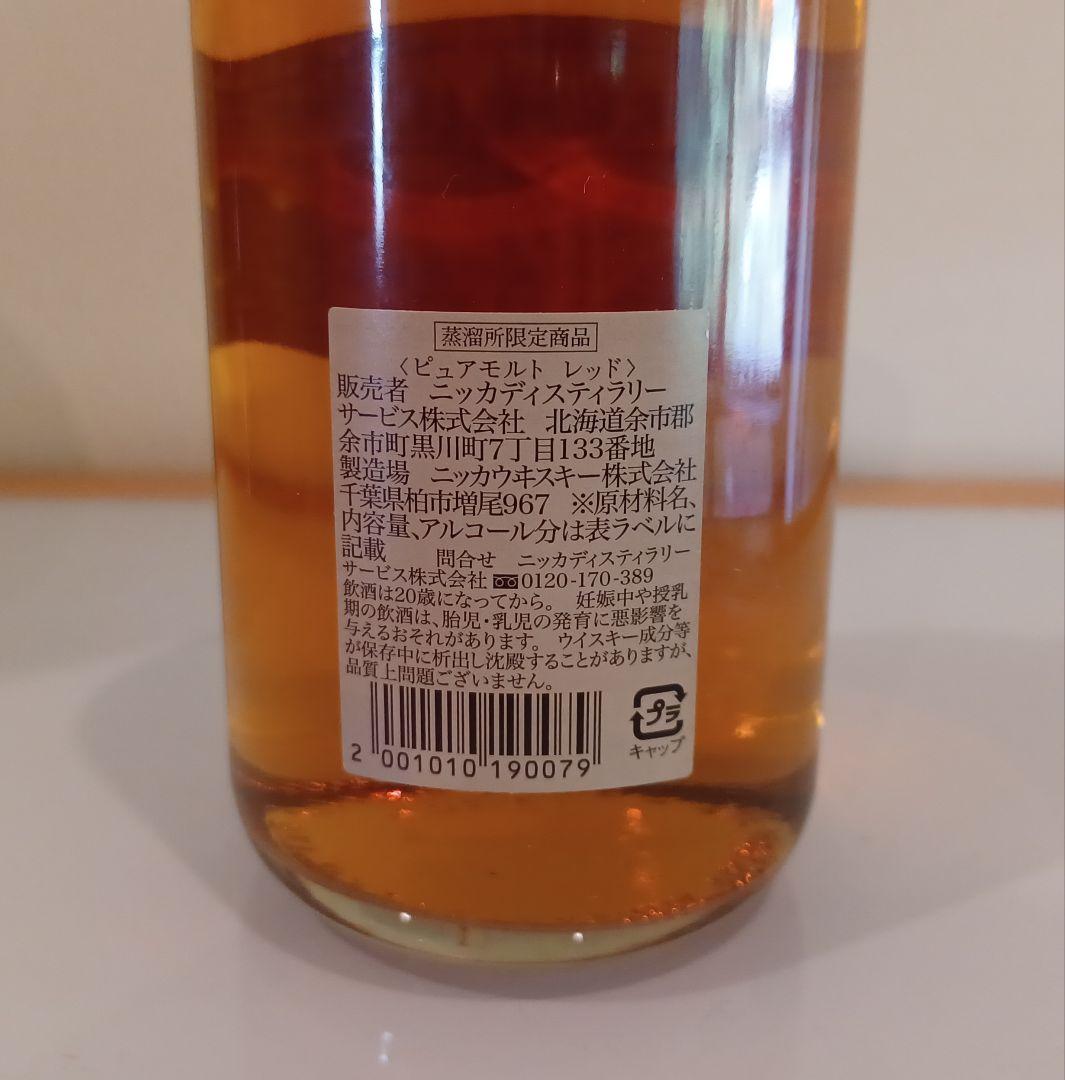 蒸溜所限定商品
〈ピュアモルト レッド〉
販売者 ニッカディスティラリー
サービス株式会社 北海道余市郡
余市町黒川町7丁目133番地
製造場 ニッカウヰスキー株式会社
千葉県柏市増尾967 ※原材料名、
内容量、アルコール分は表ラベルに
記載 問合せ ニッカディスティラリー
サービス株式会社 0120-170-389
飲酒は20歳になってから。 妊娠中や授乳
期の飲酒は、胎児・乳児の発育に悪影響を
与えるおそれがあります。 ウイスキー成分等
が保存中に析出し沈殿することがありますが、
品質上問題ございません。
プラ
キャップ
2 001010 190079